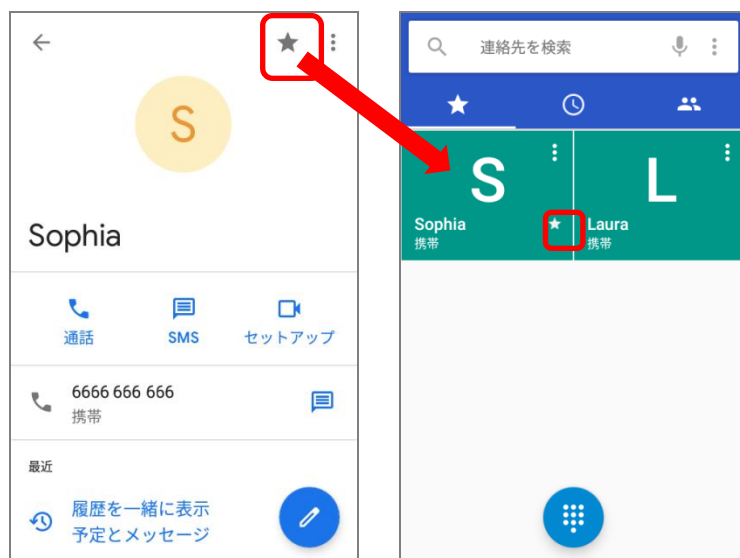 S
Sophia
通話
SMS
セットアップ
6666 666 666
携帯
最近
履歴を一緒に表示
予定とメッセージ
連絡先を検索
S
Sophia
携帯
L
Laura
携帯